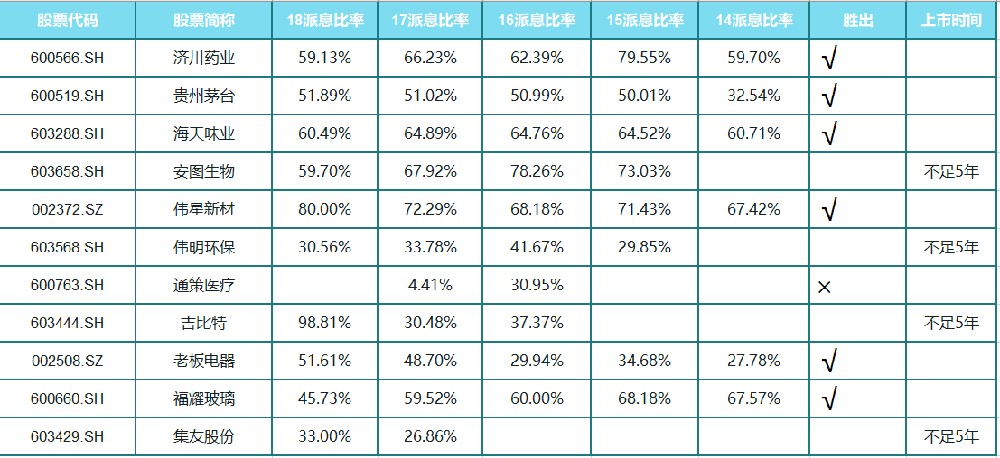 股票代码 股票简称 18派息比率 17派息比率 16派息比率 15派息比率 14派息比率 胜出 上市时间
600566.SH 济川药业 59.13% 66.23% 62.39% 79.55% 59.70% √
600519.SH 贵州茅台 51.89% 51.02% 50.99% 50.01% 32.54% √
603288.SH 海天味业 60.49% 64.89% 64.76% 64.52% 60.71% √
603658.SH 安图生物 59.70% 67.92% 78.26% 73.03% 不足5年
002372.SZ 伟星新材 80.00% 72.29% 68.18% 71.43% 67.42% √
603568.SH 伟明环保 30.56% 33.78% 41.67% 29.85% 不足5年
600763.SH 通策医疗 4.41% 30.95% ×
603444.SH 吉比特 98.81% 30.48% 37.37% 不足5年
002508.SZ 老板电器 51.61% 48.70% 29.94% 34.68% 27.78% √
600660.SH 福耀玻璃 45.73% 59.52% 60.00% 68.18% 67.57% √
603429.SH 集友股份 33.00% 26.86% 不足5年